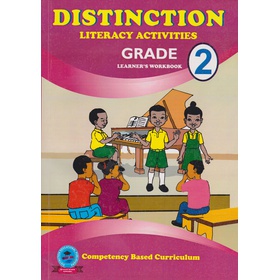 DISTINCTION
LITERACY ACTIVITIES
GRADE 2
LEARNER'S WORKBOOK
Competency Based Curriculum